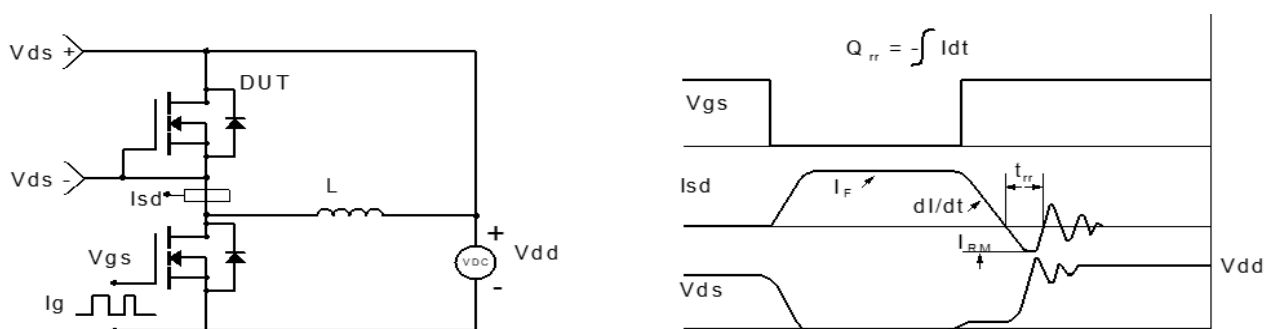 Vds +
DUT
Vds -
Isd
L
Vgs
Ig
+
VDC
-
Vdd
Q rr = -∫ Idt
Vgs
Isd
I F
dI/dt
t rr
I RM
Vds
Vdd